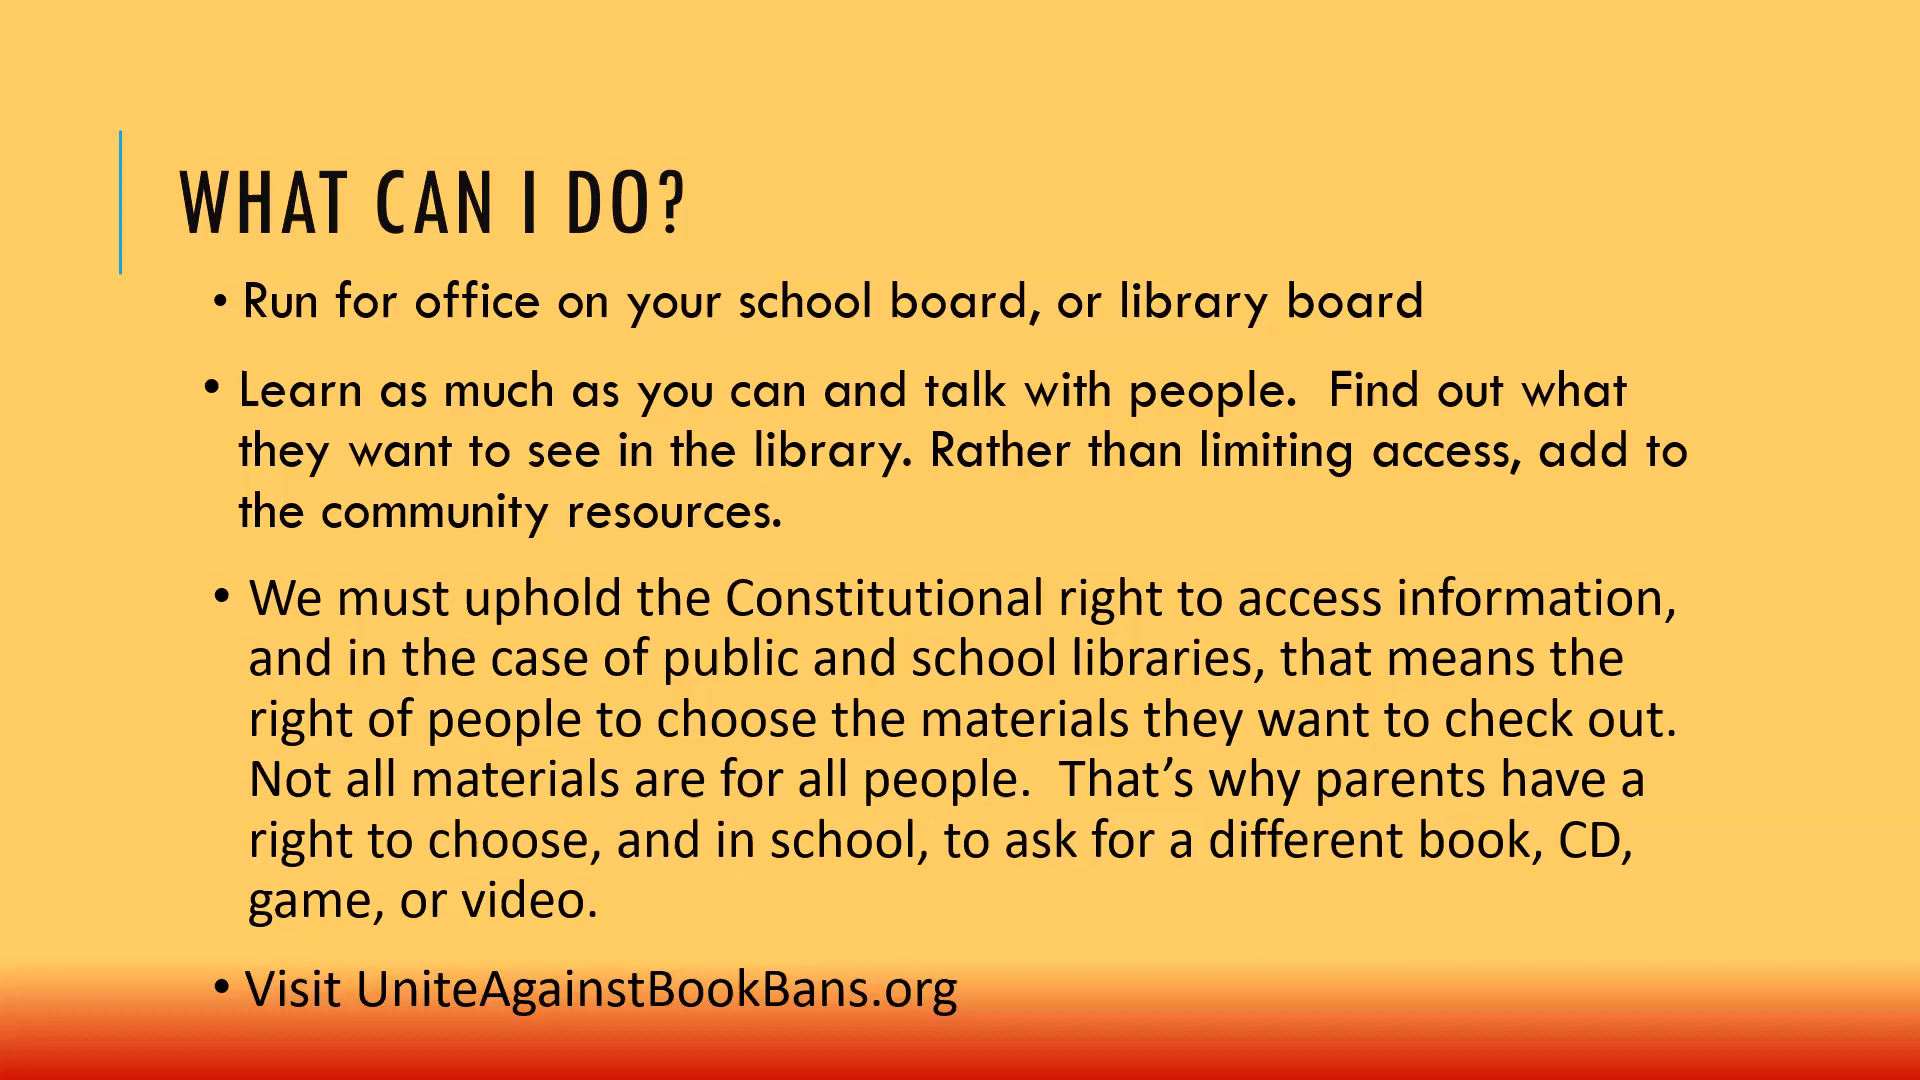 WHAT CAN I DO?
• Run for office on your school board, or library board
• Learn as much as you can and talk with people.  Find out what
they want to see in the library. Rather than limiting access, add to
the community resources.
• We must uphold the Constitutional right to access information,
and in the case of public and school libraries, that means the
right of people to choose the materials they want to check out.
Not all materials are for all people.  That’s why parents have a
right to choose, and in school, to ask for a different book, CD,
game, or video.
• Visit UniteAgainstBookBans.org